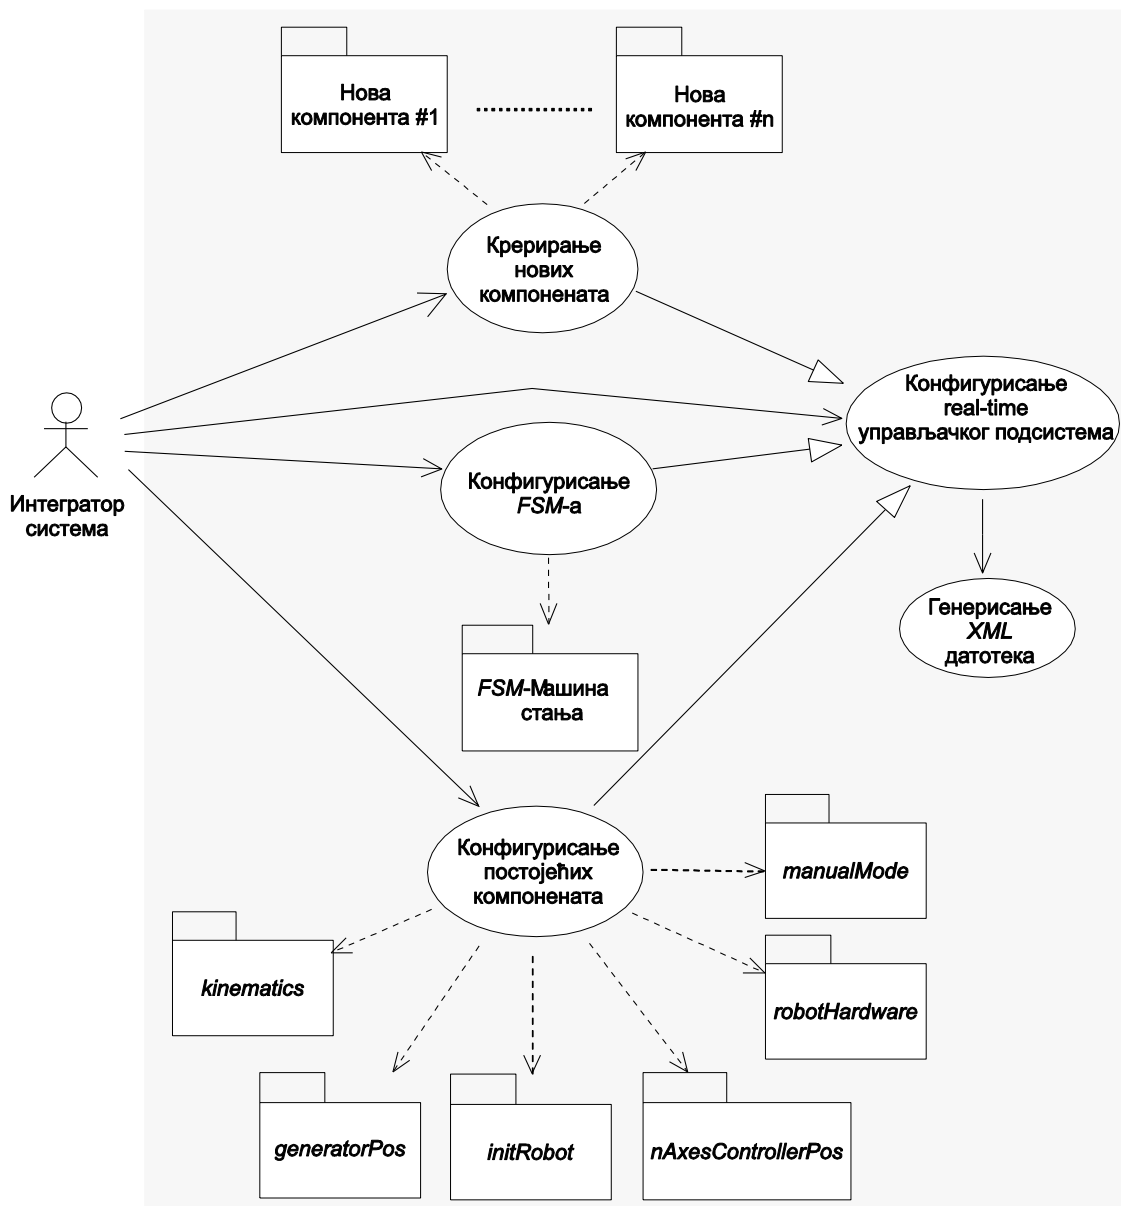 Нова
компонента #1
Нова
компонента #n
Крерирање
нових
компонената
Конфигурисање
real-time
управљачког подсистема
Интегратор
система
Конфигурисање
FSM-а
Генерисање
XML
датотека
FSM-Машина
стања
Конфигурисање
постојећих
компонената
manualMode
kinematics
robotHardware
generatorPos
initRobot
nAxesControllerPos